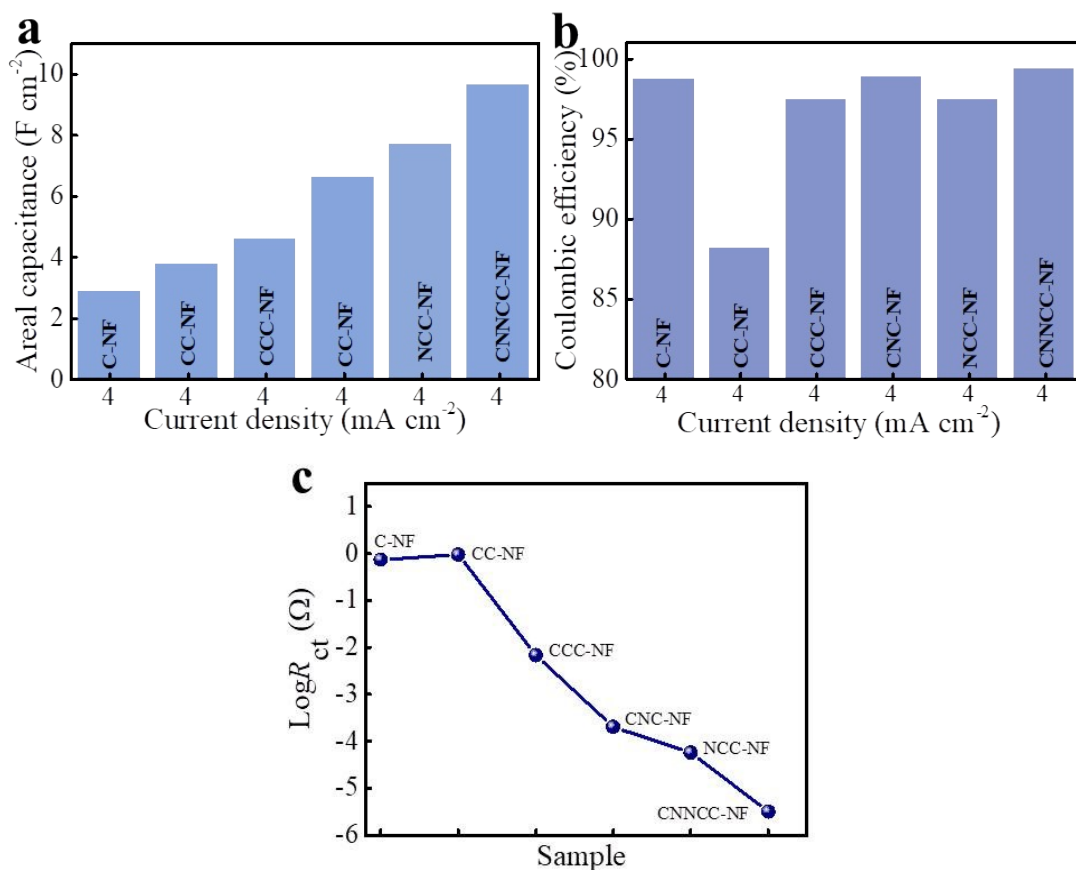 a
Areal capacitance (F cm-2)
10
8
6
4
2
0
C-NF
CC-NF
CCC-NF
CC-NF
NCC-NF
CNNCC-NF
4 4 4 4 4 4
Current density (mA cm-2)
b
Coulombic efficiency (%)
100
95
90
85
80
C-NF
CC-NF
CCC-NF
CNC-NF
NCC-NF
CNNCC-NF
4 4 4 4 4 4
Current density (mA cm-2)
c
LogRct (Ω)
1
0
-1
-2
-3
-4
-5
-6
C-NF
CC-NF
CCC-NF
CNC-NF
NCC-NF
CNNCC-NF
Sample